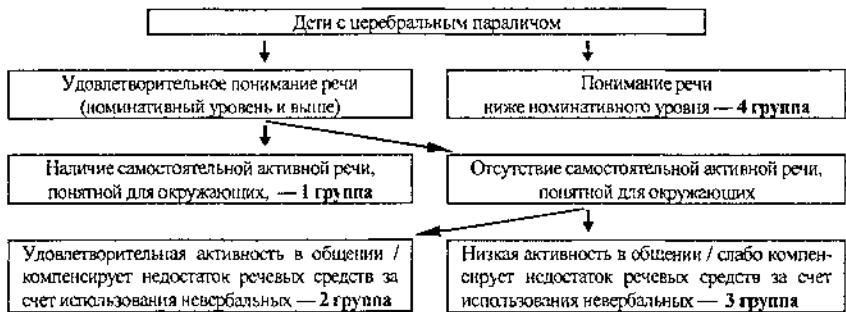 Дети с церебральным параличом
Удовлетворительное понимание речи
(номинативный уровень и выше)
Понимание речи
ниже номинативного уровня — 4 группа
Наличие самостоятельной активной речи,
понятной для окружающих, — 1 группа
Отсутствие самостоятельной активной речи,
понятной для окружающих
Удовлетворительная активность в общении /
компенсирует недостаток речевых средств за
счет использования невербальных — 2 группа
Низкая активность в общении / слабо компен-
сирует недостаток речевых средств за счет
использования невербальных — 3 группа